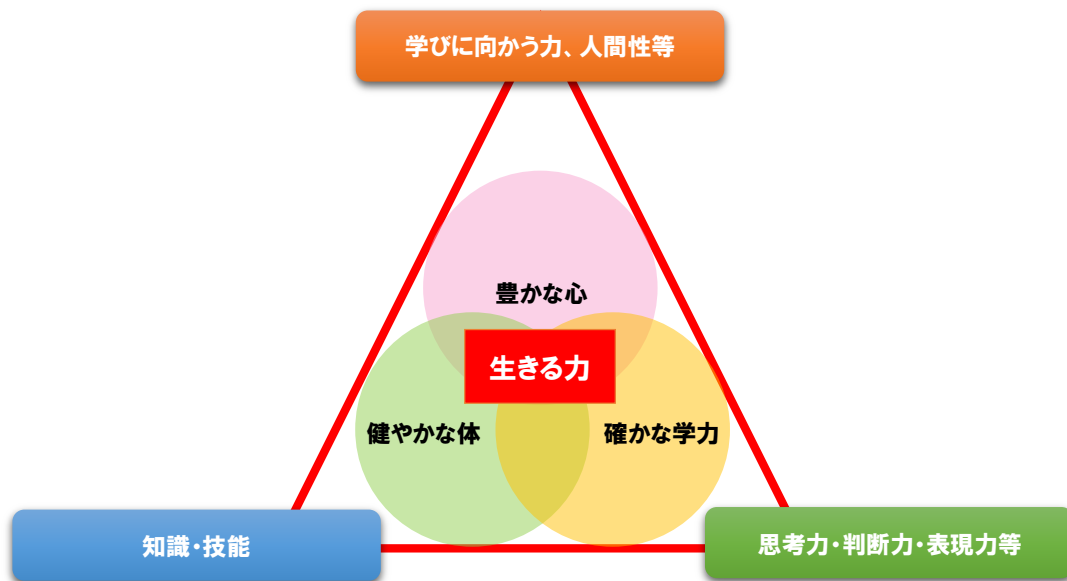 学びに向かう力、人間性等
豊かな心
生きる力
健やかな体
確かな学力
知識・技能
思考力・判断力・表現力等